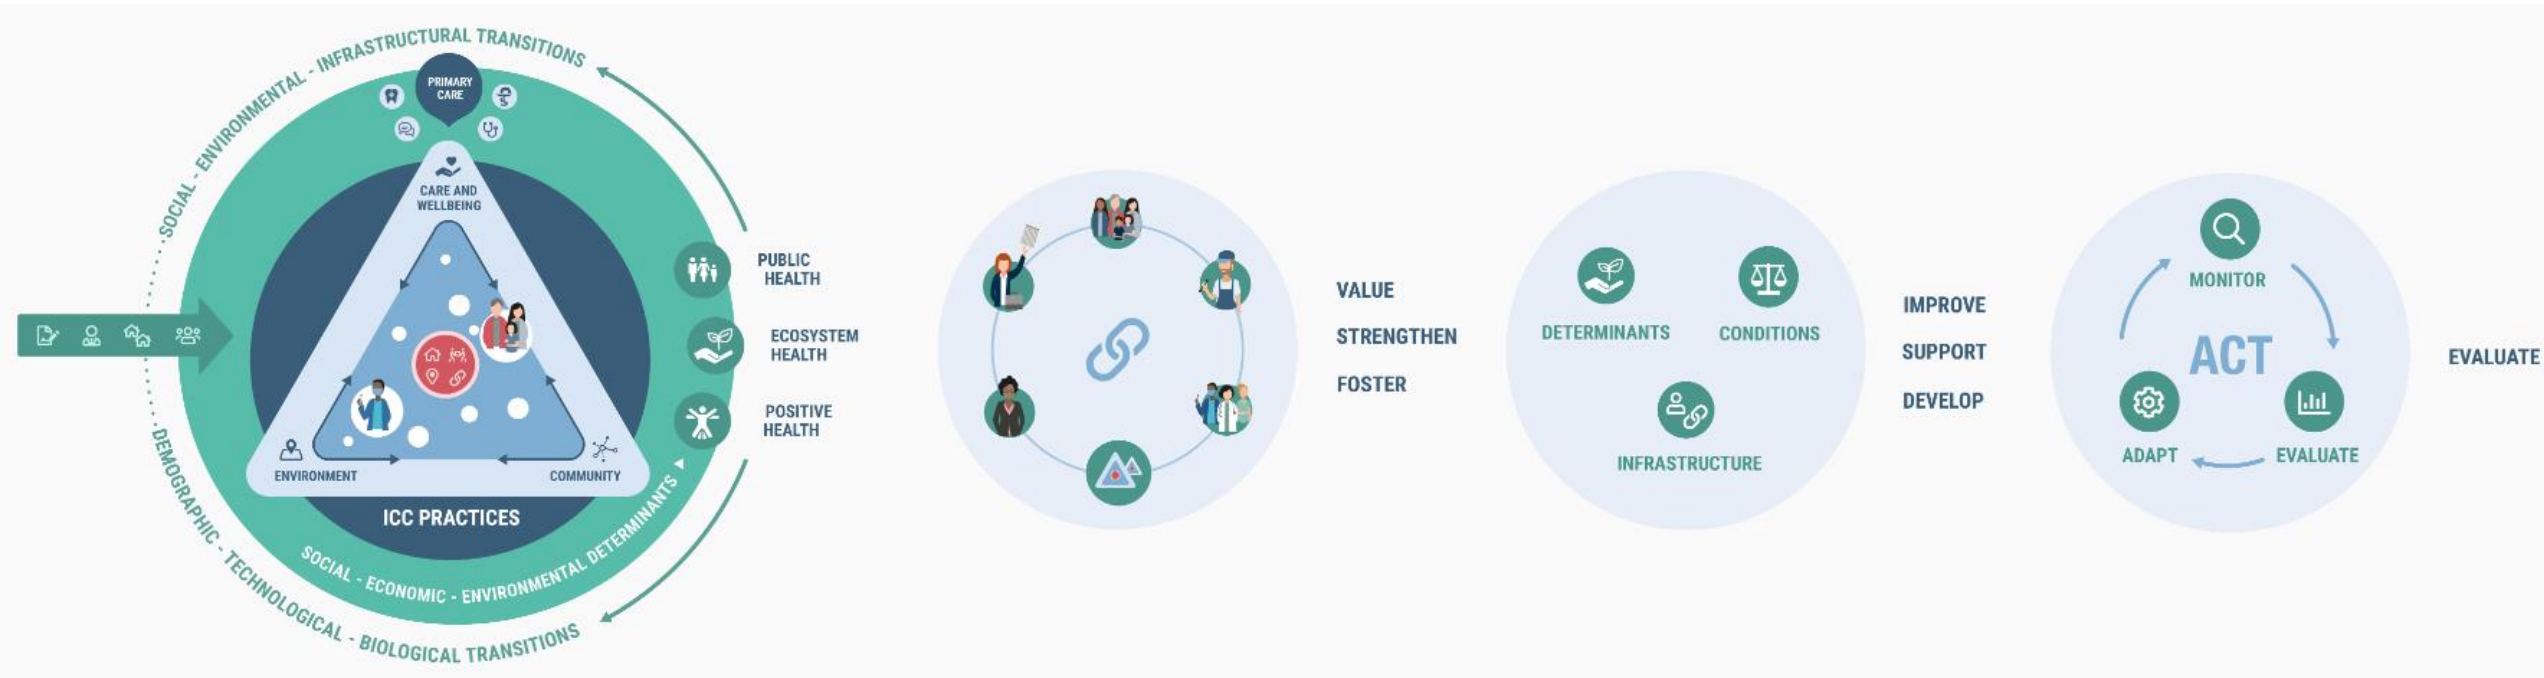 SOCIAL - ENVIRONMENTAL - INFRASTRUCTURAL TRANSITIONS
PRIMARY
CARE
CARE AND
WELLBEING
ENVIRONMENT
COMMUNITY
ICC PRACTICES
SOCIAL - ECONOMIC - ENVIRONMENTAL DETERMINANTS
DEMOGRAPHIC - TECHNOLOGICAL - BIOLOGICAL TRANSITIONS
PUBLIC
HEALTH
ECOSYSTEM
HEALTH
POSITIVE
HEALTH
VALUE
STRENGTHEN
FOSTER
DETERMINANTS
CONDITIONS
INFRASTRUCTURE
IMPROVE
SUPPORT
DEVELOP
MONITOR
ACT
ADAPT
EVALUATE
EVALUATE